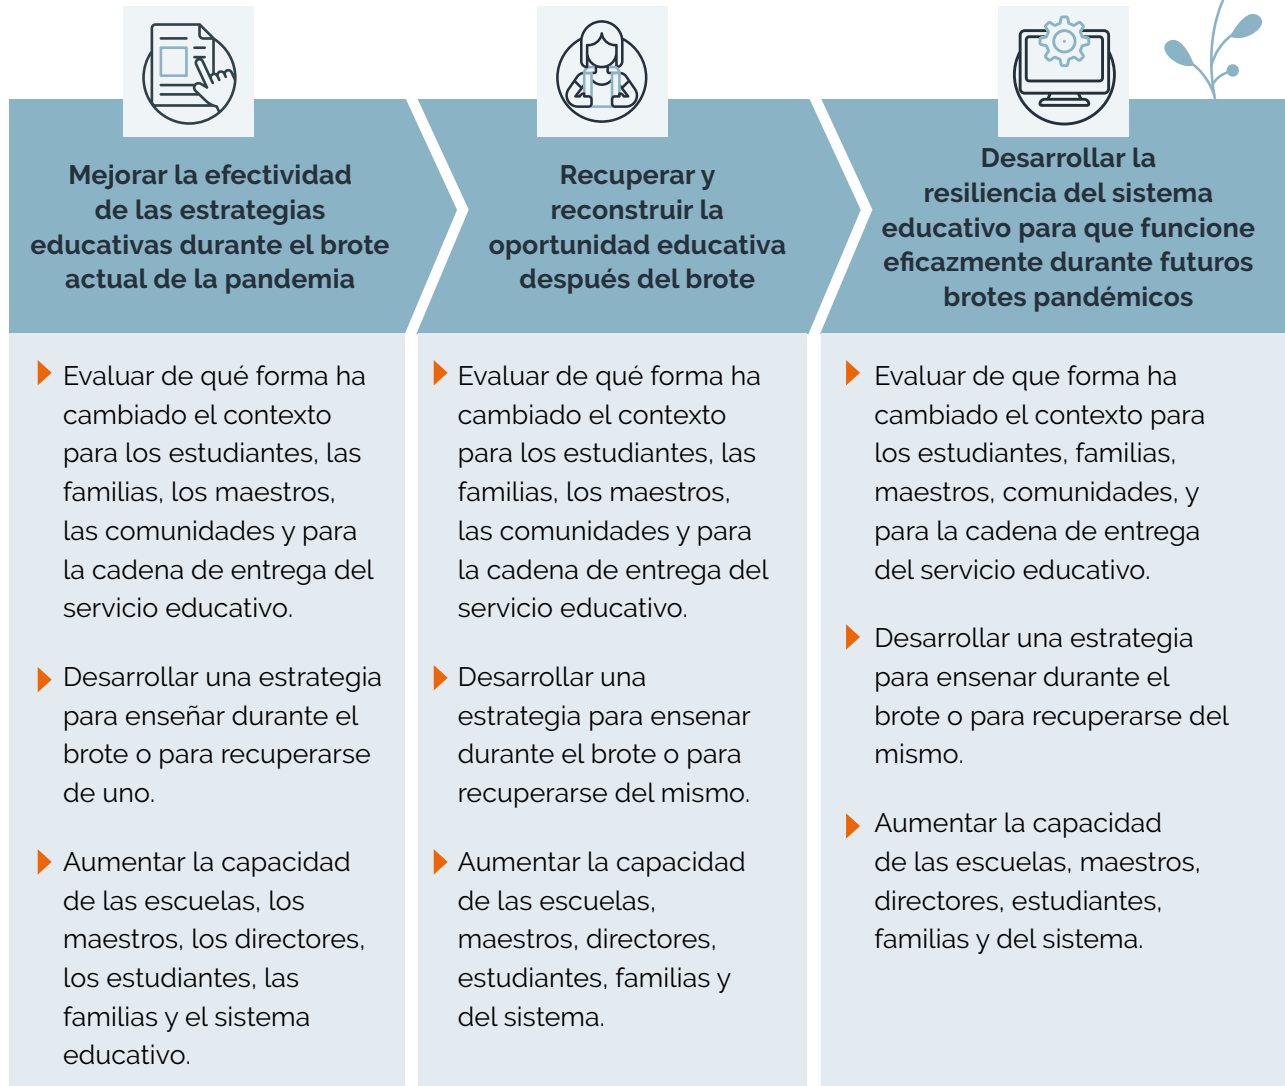 Mejorar la efectividad
de las estrategias
educativas durante el brote
actual de la pandemia
Evaluar de qué forma ha
cambiado el contexto
para los estudiantes, las
familias, los maestros,
las comunidades y para
la cadena de entrega del
servicio educativo.
Desarrollar una estrategia
para enseñar durante el
brote o para recuperarse
de uno.
Aumentar la capacidad
de las escuelas, los
maestros, los directores,
los estudiantes, las
familias y el sistema
educativo.
Recuperar y
reconstruir la
oportunidad educativa
después del brote
Evaluar de qué forma ha
cambiado el contexto
para los estudiantes, las
familias, los maestros,
las comunidades y para
la cadena de entrega del
servicio educativo.
Desarrollar una
estrategia para ensenar
durante el brote o para
recuperarse del mismo.
Aumentar la capacidad
de las escuelas,
maestros, directores,
estudiantes, familias y
del sistema.
Desarrollar la
resiliencia del sistema
educativo para que funcione
eficazmente durante futuros
brotes pandémicos
Evaluar de que forma ha
cambiado el contexto para
los estudiantes, familias,
maestros, comunidades, y
para la cadena de entrega
del servicio educativo.
Desarrollar una estrategia
para ensenar durante el
brote o para recuperarse del
mismo.
Aumentar la capacidad
de las escuelas, maestros,
directores, estudiantes,
familias y del sistema.